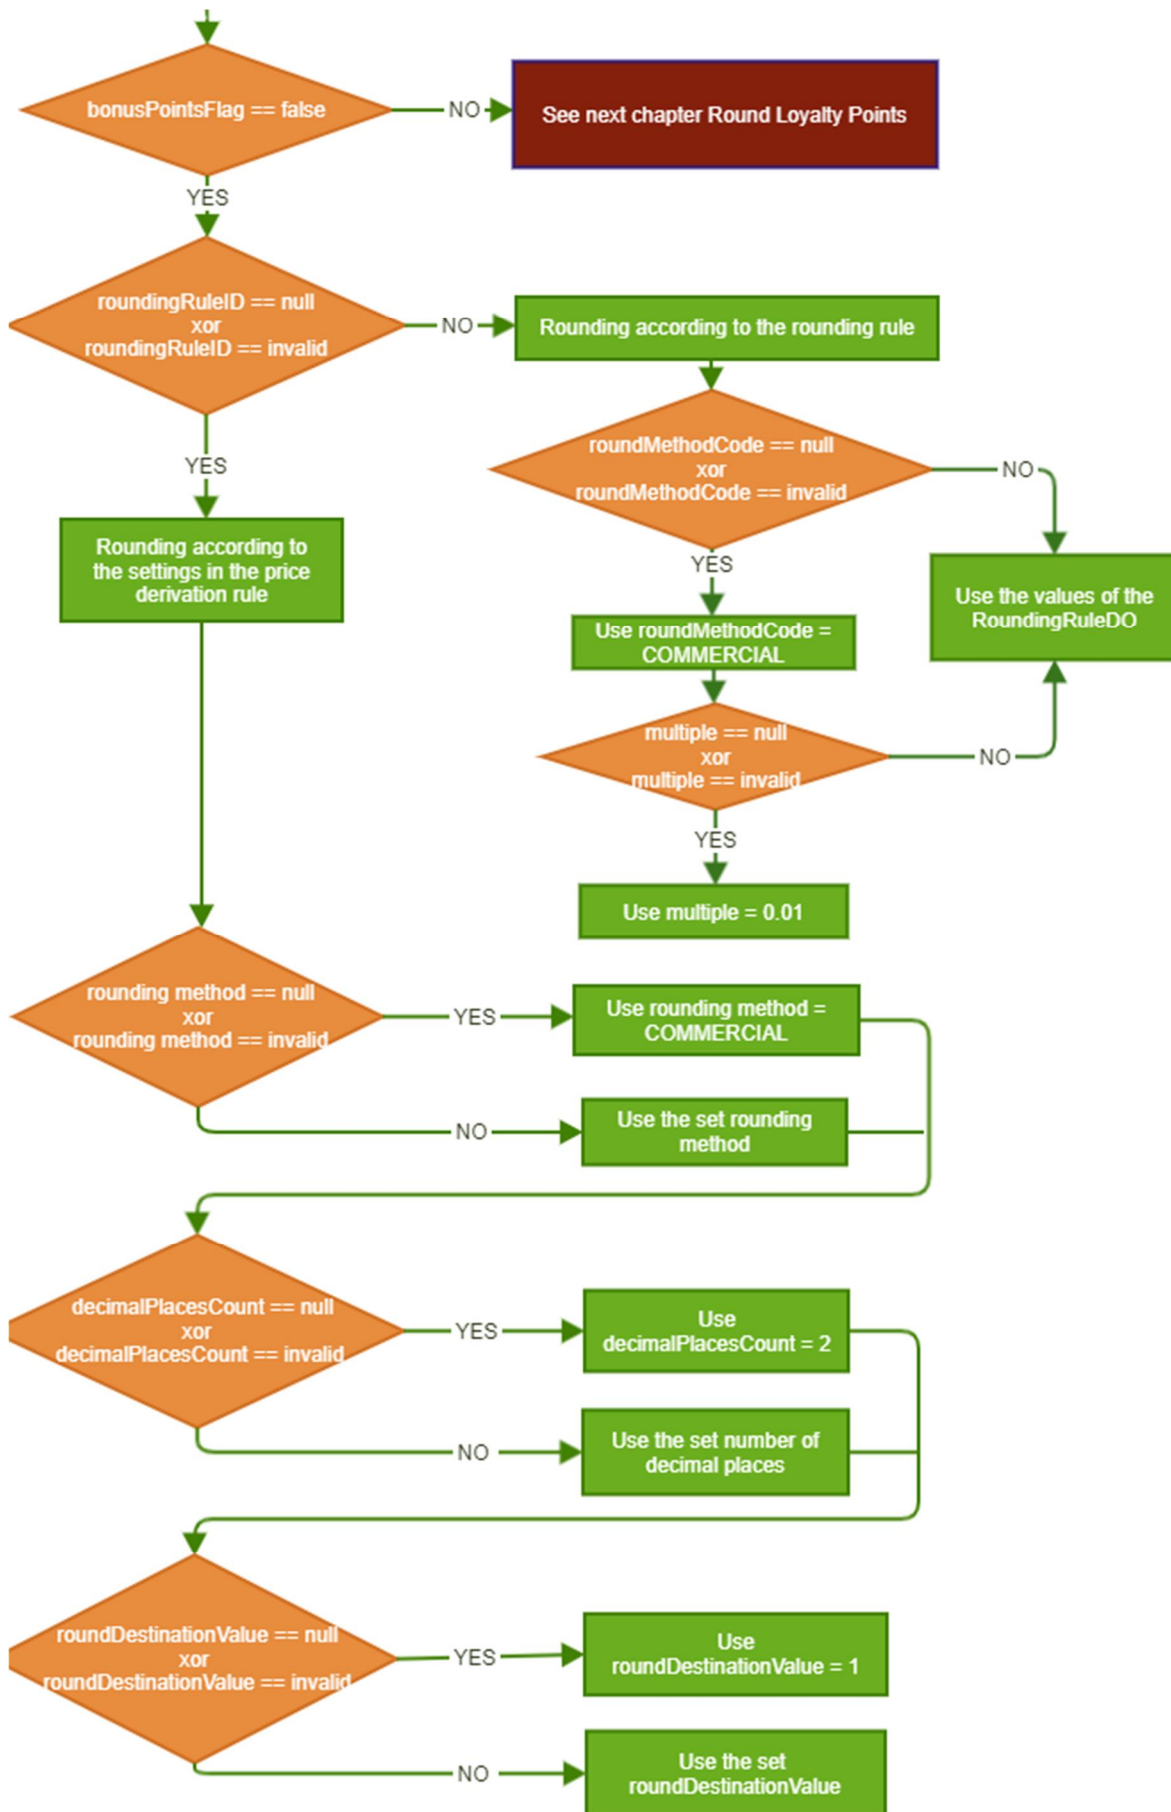 bonusPointsFlag == false
NO
See next chapter Round Loyalty Points
YES
roundingRuleID == null
xor
roundingRuleID == invalid
NO
Rounding according to the rounding rule
roundMethodCode == null
xor
roundMethodCode == invalid
NO
YES
Rounding according to
the settings in the price
derivation rule
YES
Use the values of the
RoundingRuleDO
Use roundMethodCode =
COMMERCIAL
multiple == null
xor
multiple == invalid
NO
YES
Use multiple = 0.01
rounding method == null
xor
rounding method == invalid
YES
Use rounding method =
COMMERCIAL
NO
Use the set rounding
method
decimalPlacesCount == null
xor
decimalPlacesCount == invalid
YES
Use
decimalPlacesCount = 2
NO
Use the set number of
decimal places
roundDestinationValue == null
xor
roundDestinationValue == invalid
YES
Use
roundDestinationValue = 1
NO
Use the set
roundDestinationValue